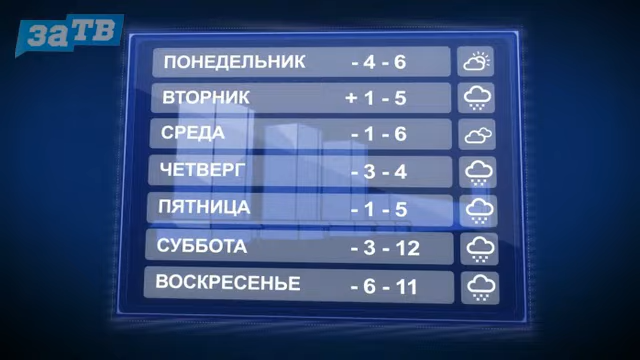 заТВ
ПОНЕДЕЛЬНИК - 4 - 6
ВТОРНИК + 1 - 5
СРЕДА - 1 - 6
ЧЕТВЕРГ - 3 - 4
ПЯТНИЦА - 1 - 5
СУББОТА - 3 - 12
ВОСКРЕСЕНЬЕ - 6 - 11